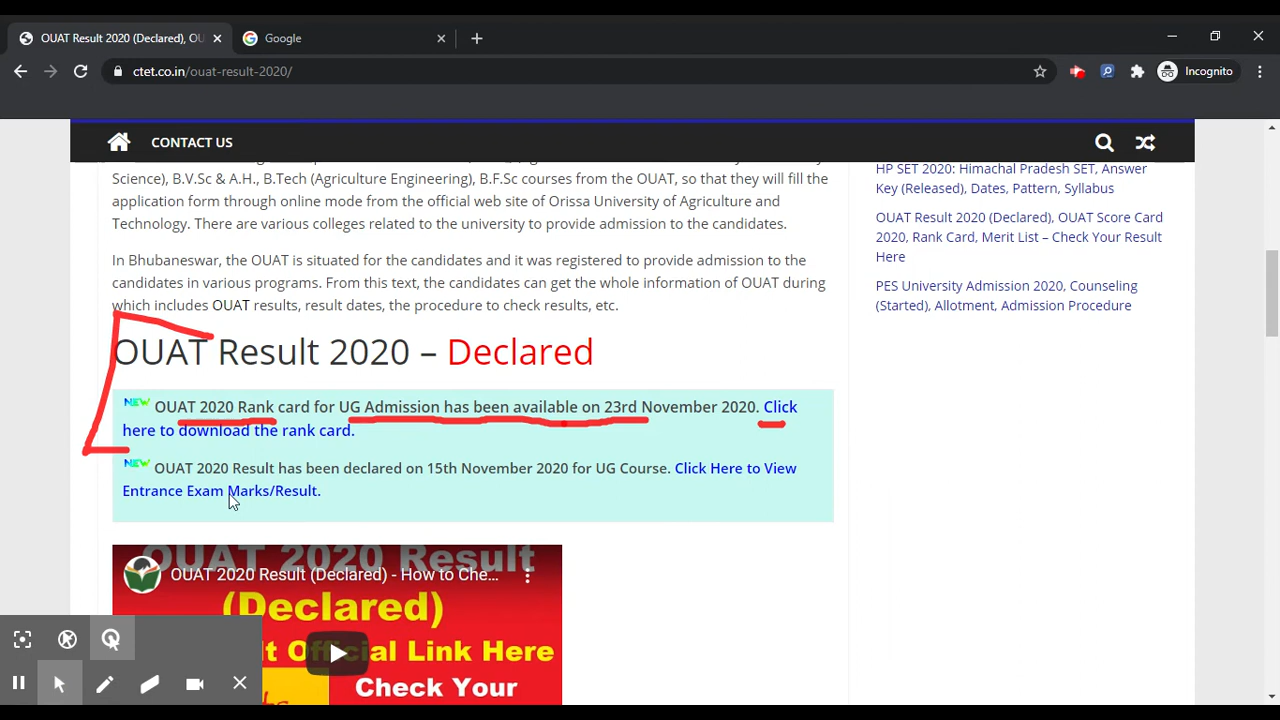 OUAT Result 2020 (Declared), OU
Google
ctet.co.in/ouat-result-2020/
Incognito
CONTACT US
Science), B.V.Sc & A.H., B.Tech (Agriculture Engineering), B.F.Sc courses from the OUAT, so that they will fill the
application form through online mode from the official web site of Orissa University of Agriculture and
Technology. There are various colleges related to the university to provide admission to the candidates.
In Bhubaneswar, the OUAT is situated for the candidates and it was registered to provide admission to the
candidates in various programs. From this text, the candidates can get the whole information of OUAT during
which includes OUAT results, result dates, the procedure to check results, etc.
OUAT Result 2020 – Declared
NEW OUAT 2020 Rank card for UG Admission has been available on 23rd November 2020. Click
here to download the rank card.
NEW OUAT 2020 Result has been declared on 15th November 2020 for UG Course. Click Here to View
Entrance Exam Marks/Result.
OUAT 2020 Result
OUAT 2020 Result (Declared) - How to Che...
(Declared)
lt Official Link Here
Check Your
HP SET 2020: Himachal Pradesh SET, Answer
Key (Released), Dates, Pattern, Syllabus
OUAT Result 2020 (Declared), OUAT Score Card
2020, Rank Card, Merit List – Check Your Result
Here
PES University Admission 2020, Counseling
(Started), Allotment, Admission Procedure